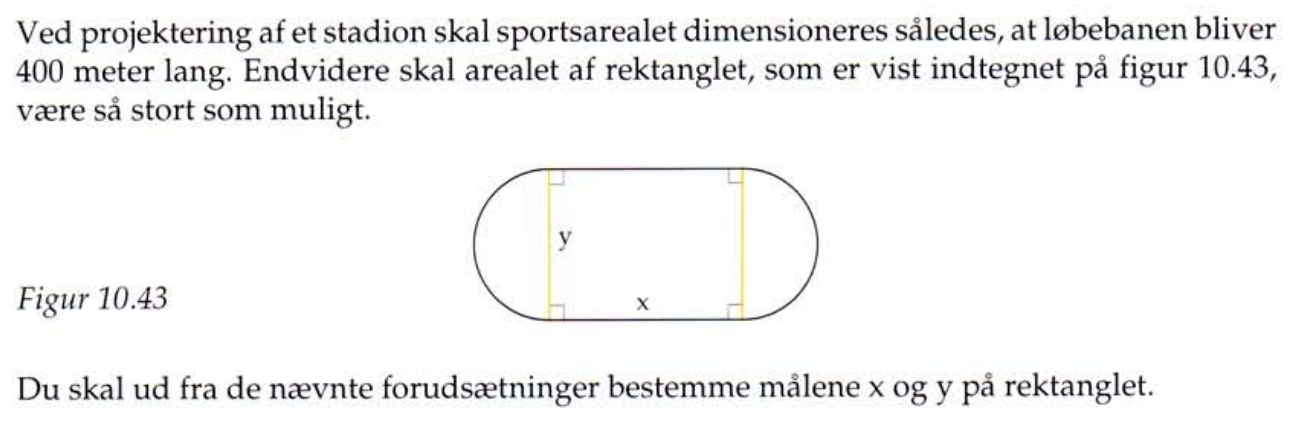 Ved projektering af et stadion skal sportsarealet dimensioneres således, at løbebanen bliver
400 meter lang. Endvidere skal arealet af rektanglet, som er vist indtegnet på figur 10.43,
være så stort som muligt.
y
x
Figur 10.43
Du skal ud fra de nævnte forudsætninger bestemme målene x og y på rektanglet.